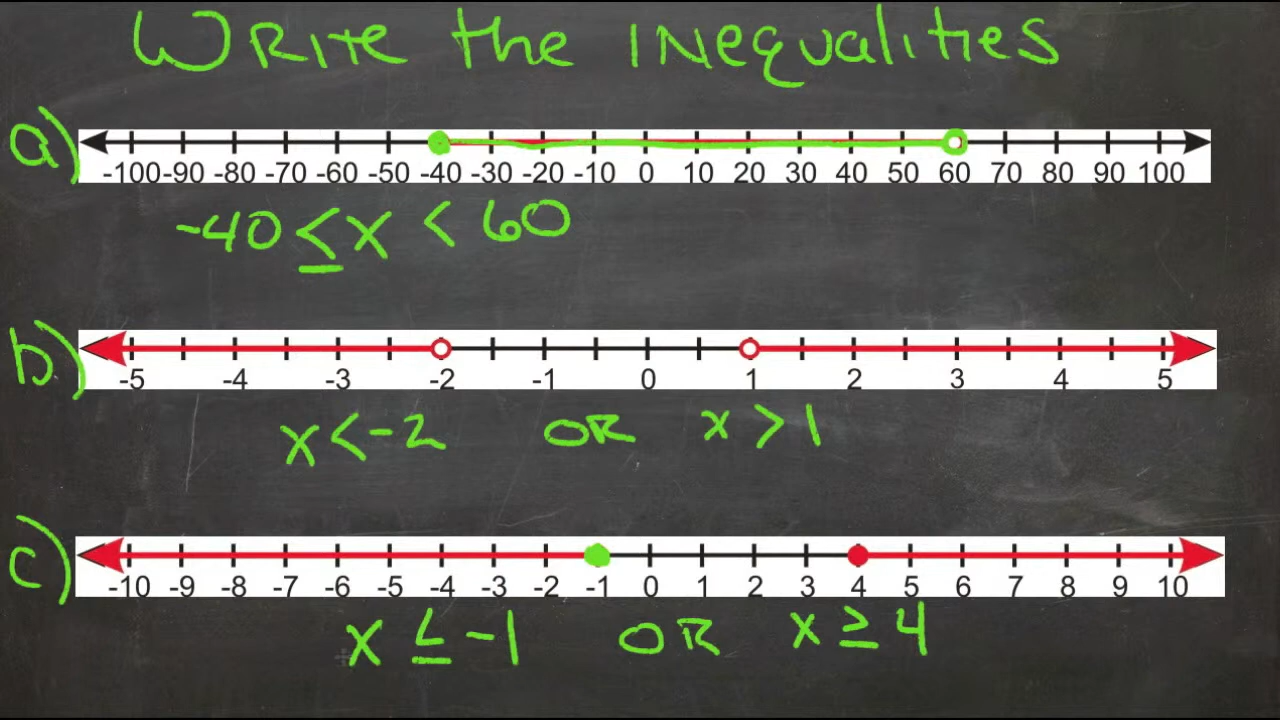 Write the Inequalities
a)
-100 -90 -80 -70 -60 -50 -40 -30 -20 -10 0 10 20 30 40 50 60 70 80 90 100
-40 ≤ x < 60
b)
-5 -4 -3 -2 -1 0 1 2 3 4 5
x < -2 OR x > 1
c)
-10 -9 -8 -7 -6 -5 -4 -3 -2 -1 0 1 2 3 4 5 6 7 8 9 10
x ≤ -1 OR x ≥ 4